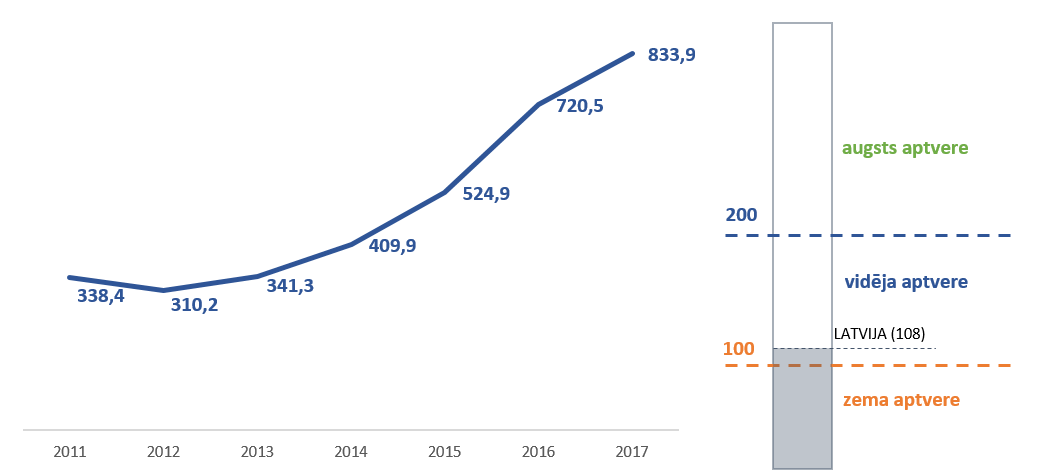 833,9
720,5
524,9
409,9
341,3
338,4
310,2
2011 2012 2013 2014 2015 2016 2017
augsts aptvere
200
vidēja aptvere
LATVIJA (108)
100
zema aptvere